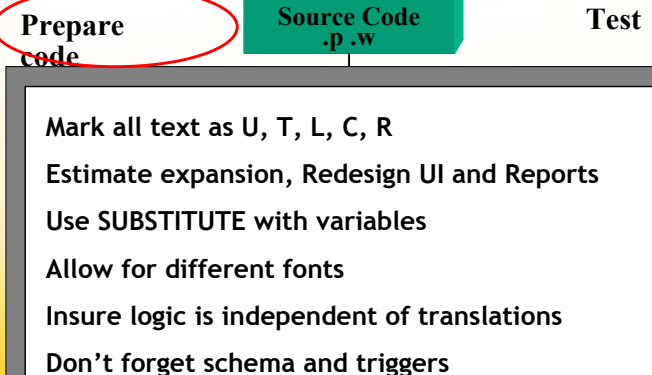 Prepare
code
Source Code
.p .w
Test
Mark all text as U, T, L, C, R
Estimate expansion, Redesign UI and Reports
Use SUBSTITUTE with variables
Allow for different fonts
Insure logic is independent of translations
Don't forget schema and triggers